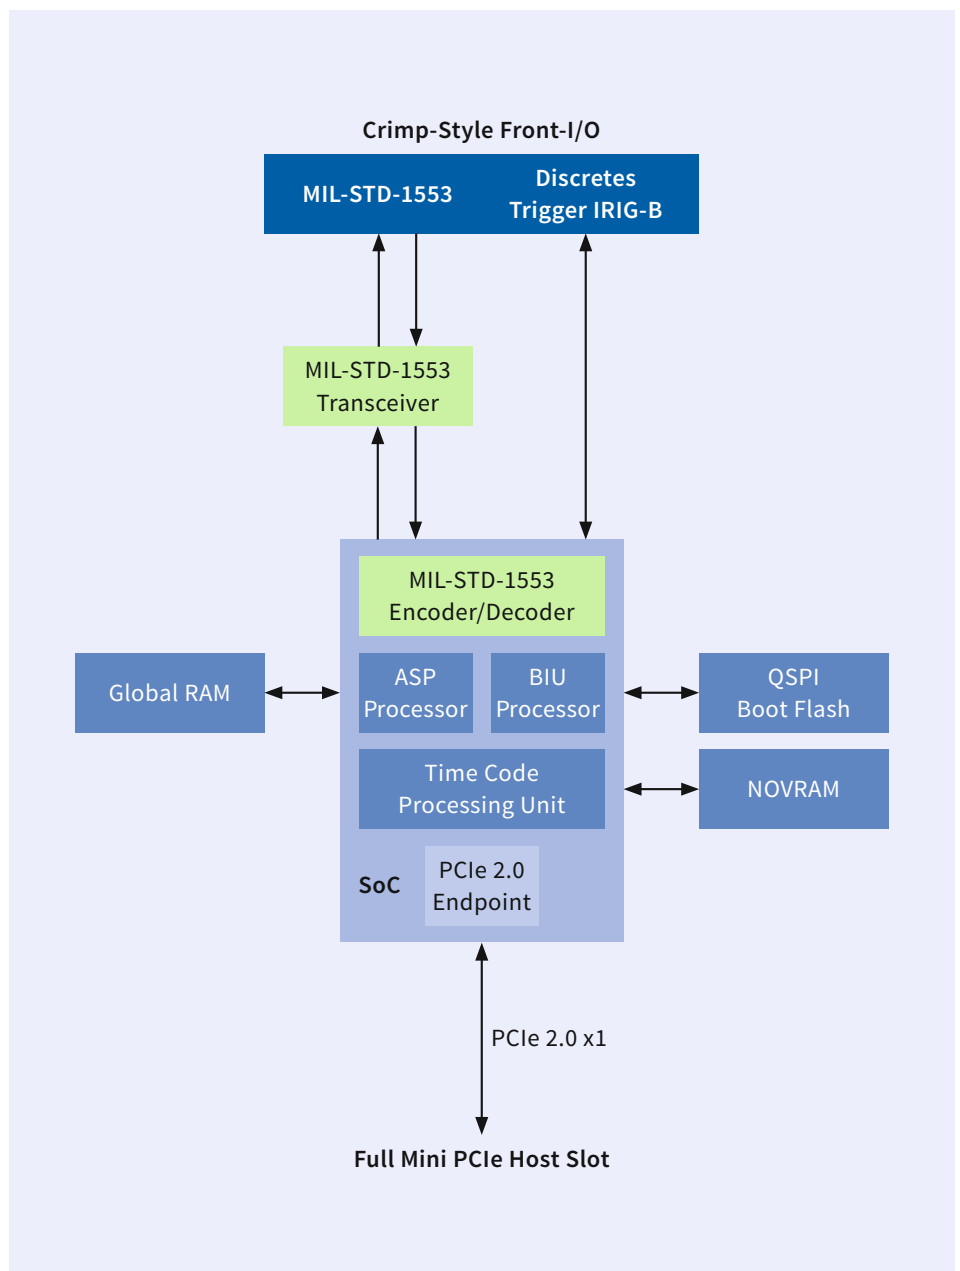 Crimp-Style Front-I/O
MIL-STD-1553
Discretes
Trigger IRIG-B
MIL-STD-1553
Transceiver
MIL-STD-1553
Encoder/Decoder
Global RAM
ASP
Processor
BIU
Processor
QSPI
Boot Flash
Time Code
Processing Unit
NOVRAM
SoC
PCIe 2.0
Endpoint
PCIe 2.0 x1
Full Mini PCIe Host Slot